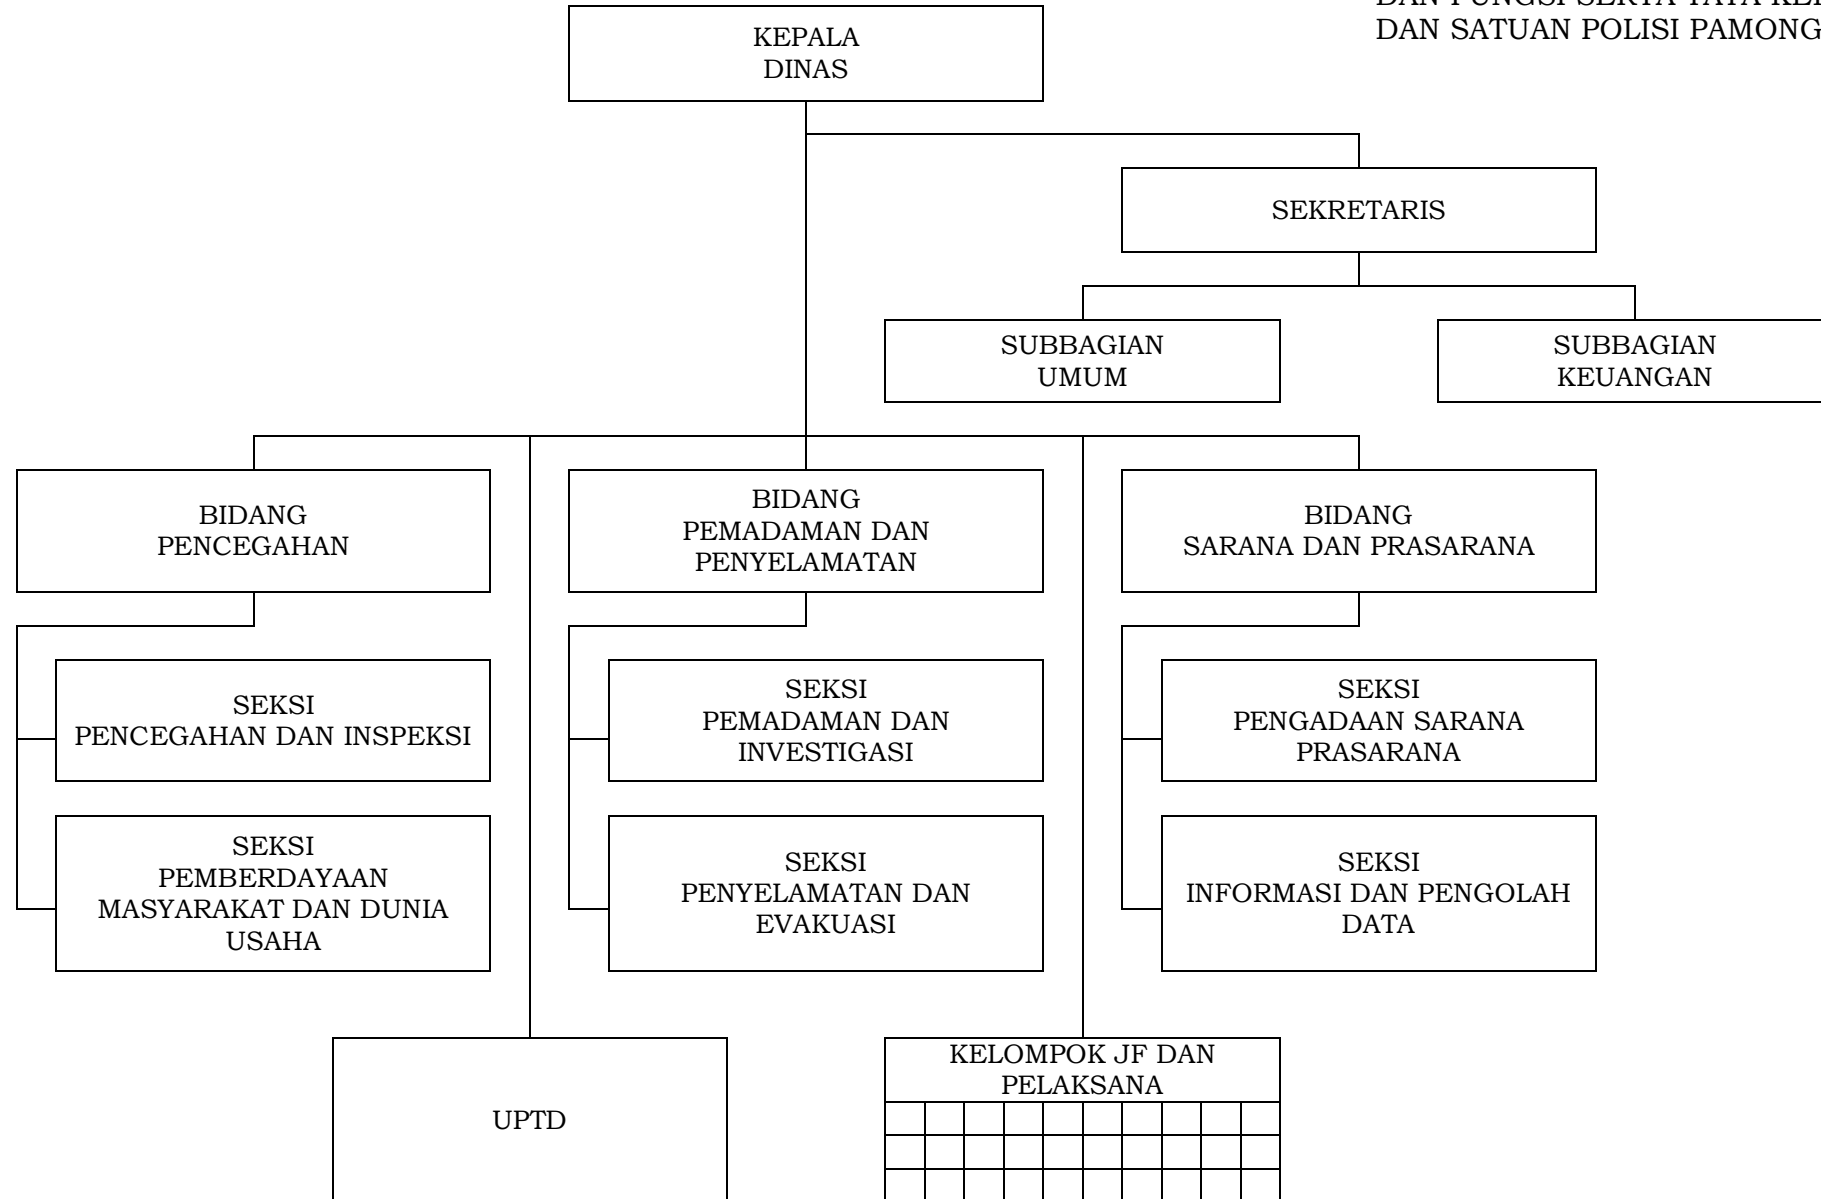 DAN SATUAN POLISI PAMONG
KEPALA
DINAS
SEKRETARIS
SUBBAGIAN
UMUM
SUBBAGIAN
KEUANGAN
BIDANG
PENCEGAHAN
BIDANG
PEMADAMAN DAN
PENYELAMATAN
BIDANG
SARANA DAN PRASARANA
SEKSI
PENCEGAHAN DAN INSPEKSI
SEKSI
PEMADAMAN DAN
INVESTIGASI
SEKSI
PENGADAAN SARANA
PRASARANA
SEKSI
PEMBERDAYAAN
MASYARAKAT DAN DUNIA
USAHA
SEKSI
PENYELAMATAN DAN
EVAKUASI
SEKSI
INFORMASI DAN PENGOLAH
DATA
UPTD
KELOMPOK JF DAN
PELAKSANA